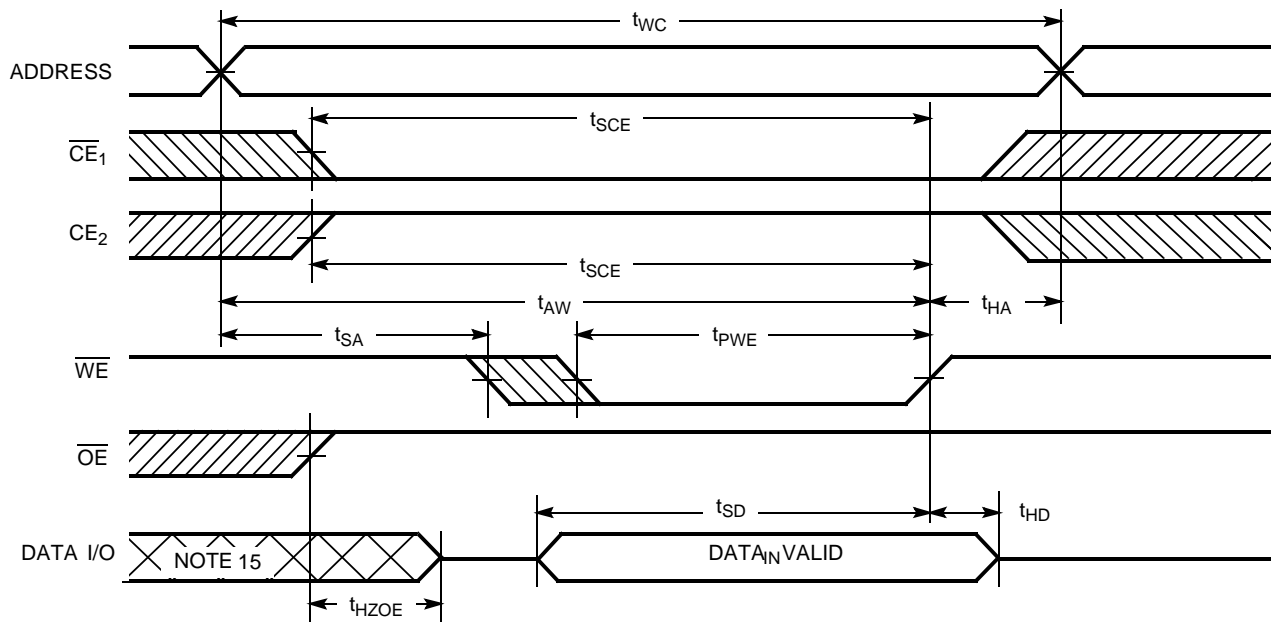 tWC
ADDRESS
tSCE
CE1
CE2
tSCE
tAW
tHA
tSA
tPWE
WE
OE
tSD
tHD
DATA I/O
NOTE 15
DATAIN VALID
tHZOE